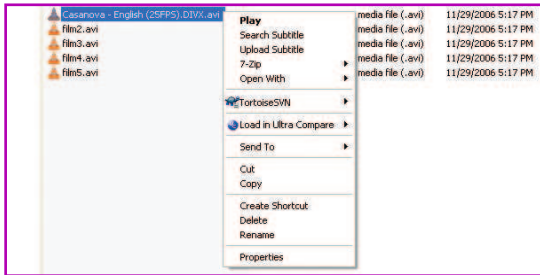 Casanova - English (25FPS).DIVX.avi media file (.avi) 11/29/2006 5:17 PM
film2.avi media file (.avi) 11/29/2006 5:17 PM
film3.avi media file (.avi) 11/29/2006 5:17 PM
film4.avi media file (.avi) 11/29/2006 5:17 PM
film5.avi media file (.avi) 11/29/2006 5:17 PM
Play
Search Subtitle
Upload Subtitle
7-Zip
Open With
TortoiseSVN
Load in Ultra Compare
Send To
Cut
Copy
Create Shortcut
Delete
Rename
Properties